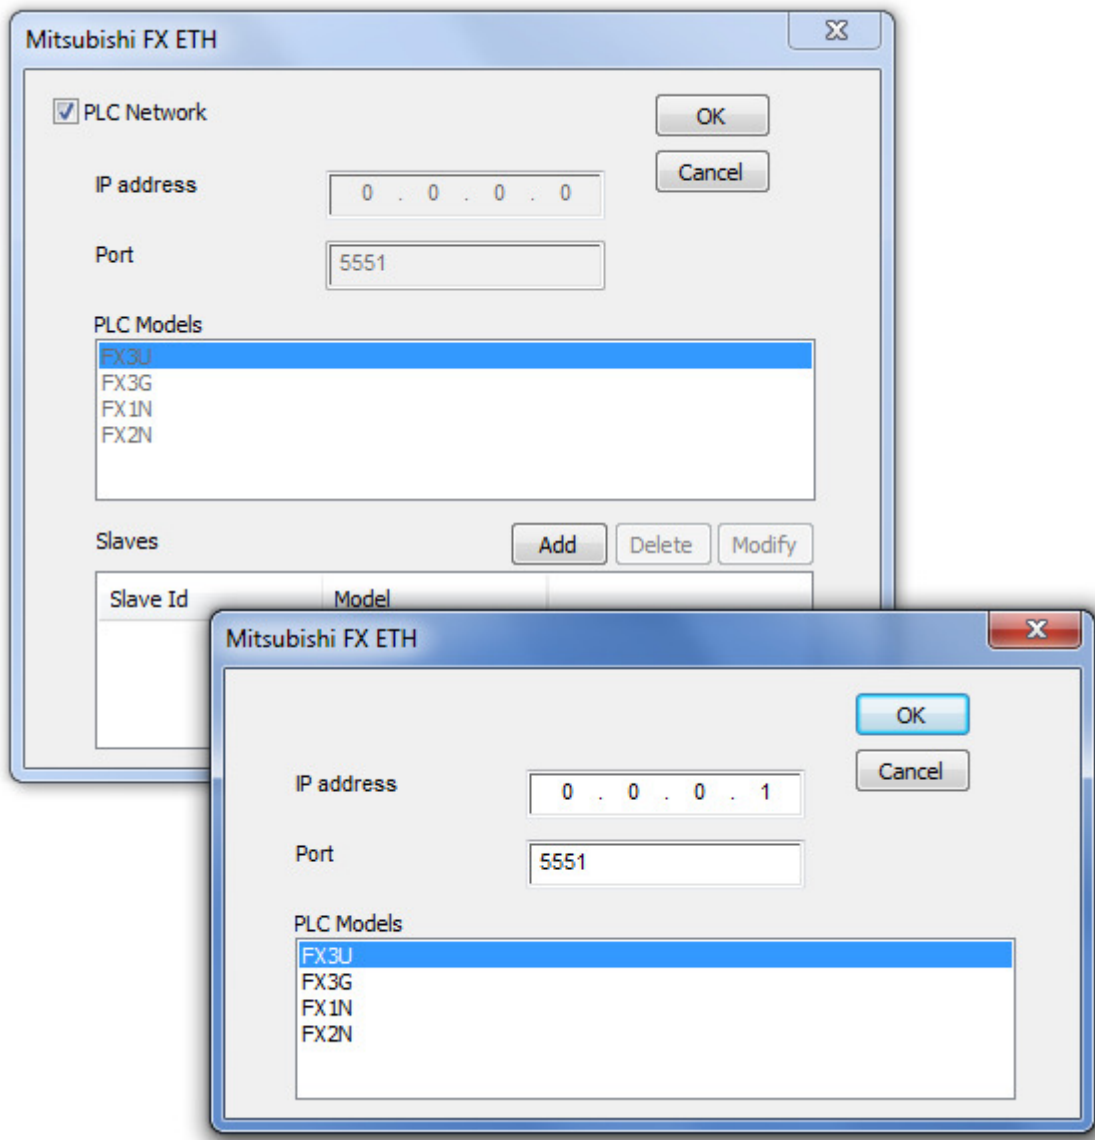 Mitsubishi FX ETH
PLC Network
OK
Cancel
IP address
0 . 0 . 0 . 0
Port
5551
PLC Models
FX3U
FX3G
FX1N
FX2N
Slaves
Add
Delete
Modify
Slave Id
Model
Mitsubishi FX ETH
OK
Cancel
IP address
0 . 0 . 0 . 1
Port
5551
PLC Models
FX3U
FX3G
FX1N
FX2N